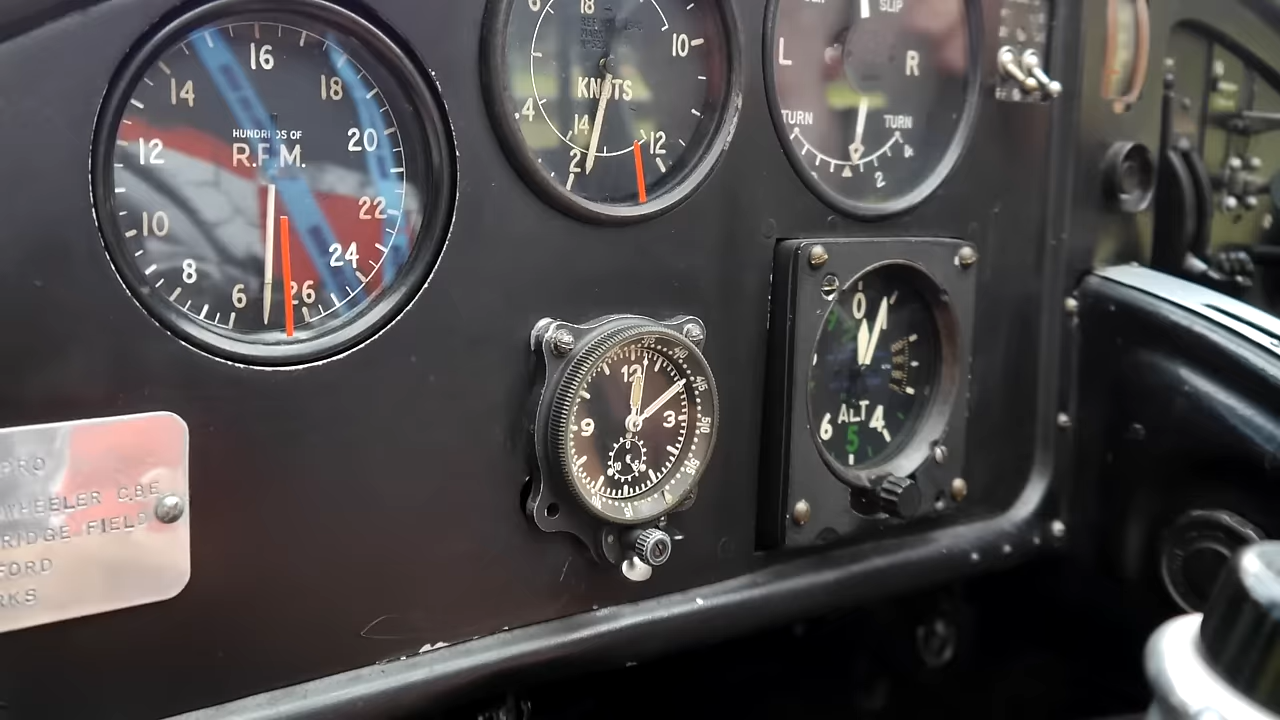 16
14
18
HUNDREDS OF
R.P.M.
12
20
10
22
8
24
6
26
6
18
10
KNOTS
4
14
12
2
SLIP
L
R
TURN
TURN
2
12
9
3
0
ALT
6
4
5
PRO
WHEELER C.B.E.
RIDGE FIELD
FORD
RKS